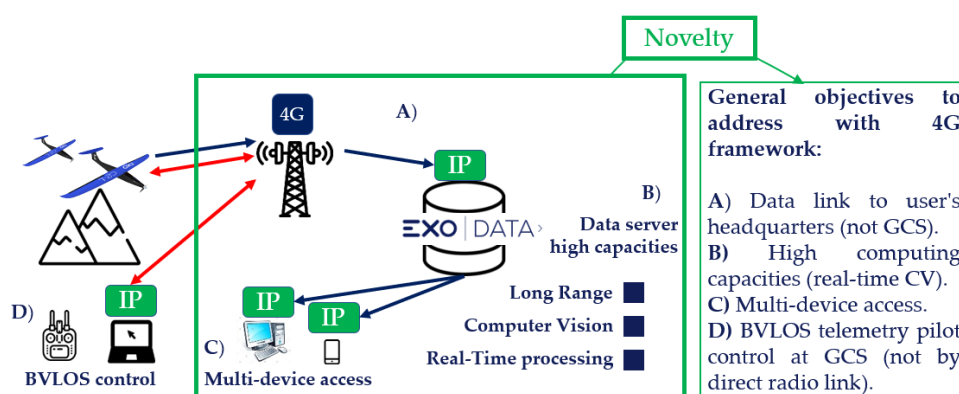 Novelty
4G
A)
IP
B)
EXO | DATA
Data server
high capacities
IP
IP
IP
D)
C)
Long Range
Computer Vision
Real-Time processing
BVLOS control
Multi-device access
General objectives to
address with 4G
framework:
A) Data link to user's
headquarters (not GCS).
B) High computing
capacities (real-time CV).
C) Multi-device access.
D) BVLOS telemetry pilot
control at GCS (not by
direct radio link).